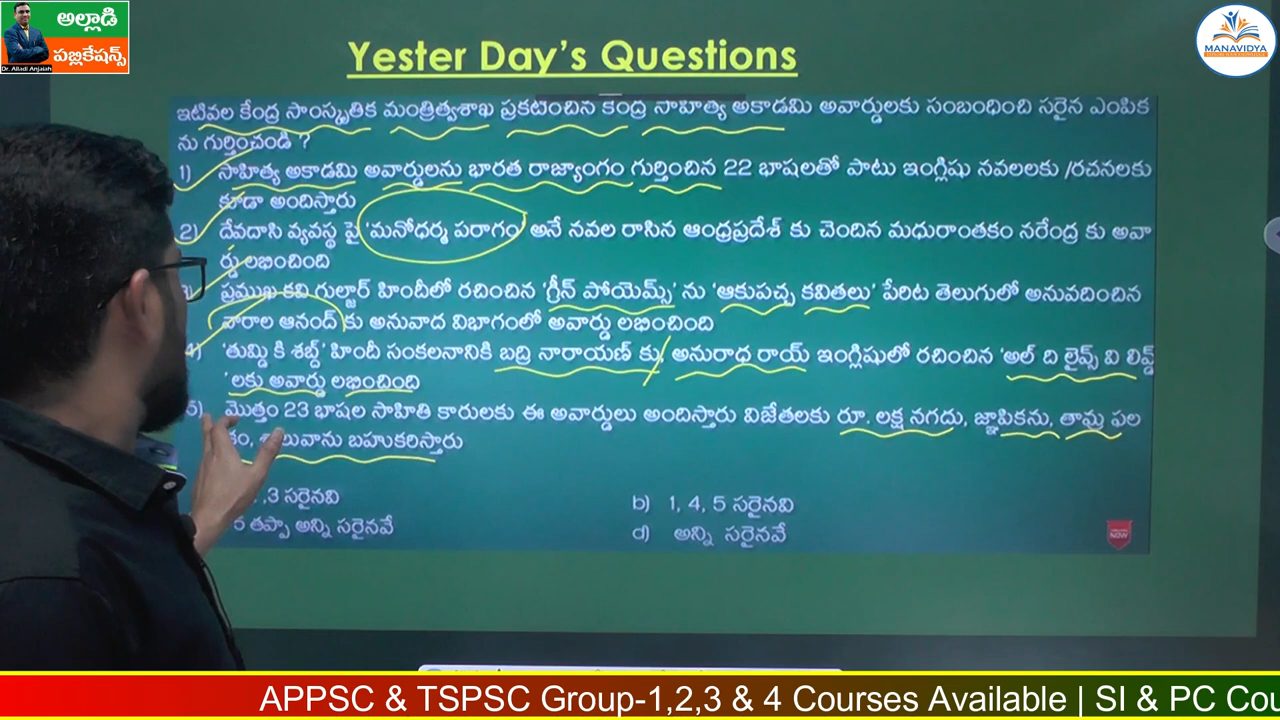 అల్లాడి
పబ్లికేషన్స్
Dr. Alladi Anjaiah
MANAVIDYA
Yester Day's Questions
ఇటీవల కేంద్ర సాంస్కృతిక మంత్రిత్వశాఖ ప్రకటించిన కేంద్ర సాహిత్య అకాడమి అవార్డులకు సంబంధించి సరైన ఎంపిక
ను గుర్తించండి ?
1) సాహిత్య అకాడమి అవార్డులను భారత రాజ్యాంగం గుర్తించిన 22 భాషలతో పాటు ఇంగ్లిషు నవలలకు /రచనలకు
కూడా అందిస్తారు
2) దేవదాసి వ్యవస్థ పై 'మనోధర్మ పరాగం' అనే నవల రాసిన ఆంధ్రప్రదేశ్ కు చెందిన మధురాంతకం నరేంద్ర కు అవా
ర్డు లభించింది
ప్రముఖ కవి గుల్జార్ హిందీలో రచించిన 'గ్రీన్ పోయెమ్స్' ను 'ఆకుపచ్చ కవితలు' పేరిట తెలుగులో అనువదించిన
వారాల ఆనంద్ కు అనువాద విభాగంలో అవార్డు లభించింది
4) 'తుమ్డి కి శబ్ద్' హిందీ సంకలనానికి బద్రి నారాయణ్ కు, అనురాధ రాయ్ ఇంగ్లిషులో రచించిన 'అల్ ది లైవ్స్ వి లివ్డ్
' లకు అవార్డు లభించింది
5) మొత్తం 23 భాషల సాహితి కారులకు ఈ అవార్డులు అందిస్తారు విజేతలకు రూ. లక్ష నగదు, జ్ఞాపికను, తామ్ర ఫల
కం, శాలువాను బహుకరిస్తారు
,3 సరైనవి
b) 1, 4, 5 సరైనవి
తప్పా అన్ని సరైనవే
d) అన్ని సరైనవే
NOW
APPSC & TSPSC Group-1,2,3 & 4 Courses Available | SI & PC Cou